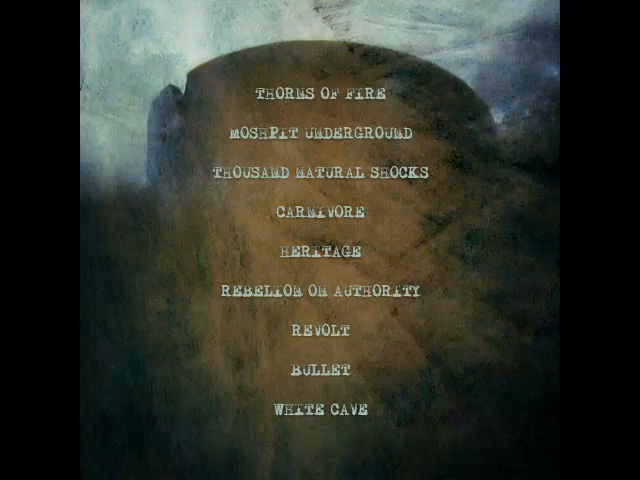 THORNS OF FIRE
MOSHPIT UNDERGROUND
THOUSAND NATURAL SHOCKS
CARNIVORE
HERITAGE
REBELION ON AUTHORITY
REVOLT
BULLET
WHITE CAVE